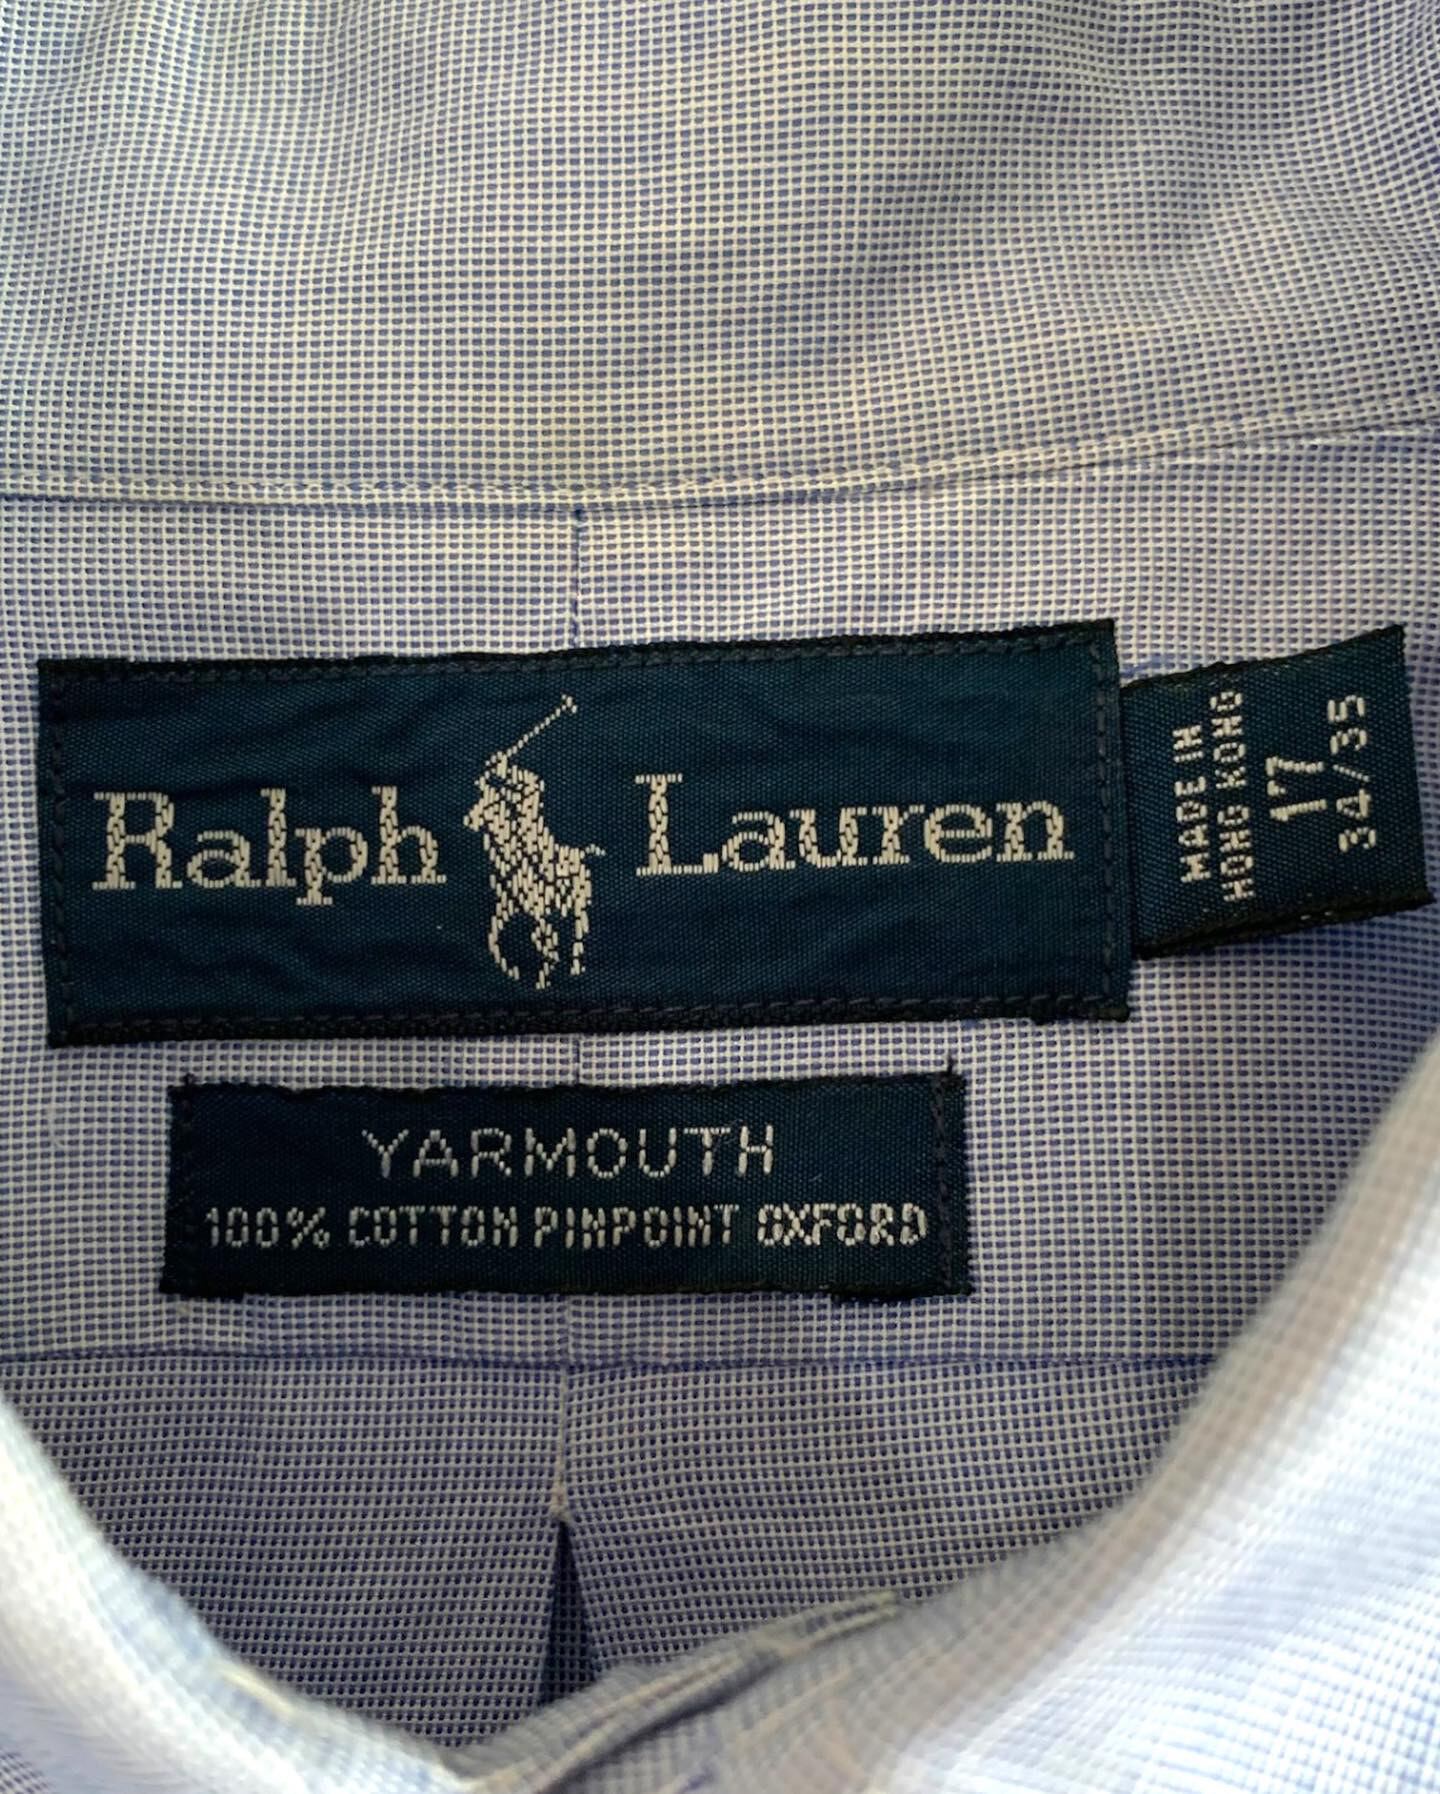 Ralph Lauren
MADE IN
HONG KONG
17
34/35
YARMOUTH
100% COTTON PINPOINT OXFORD